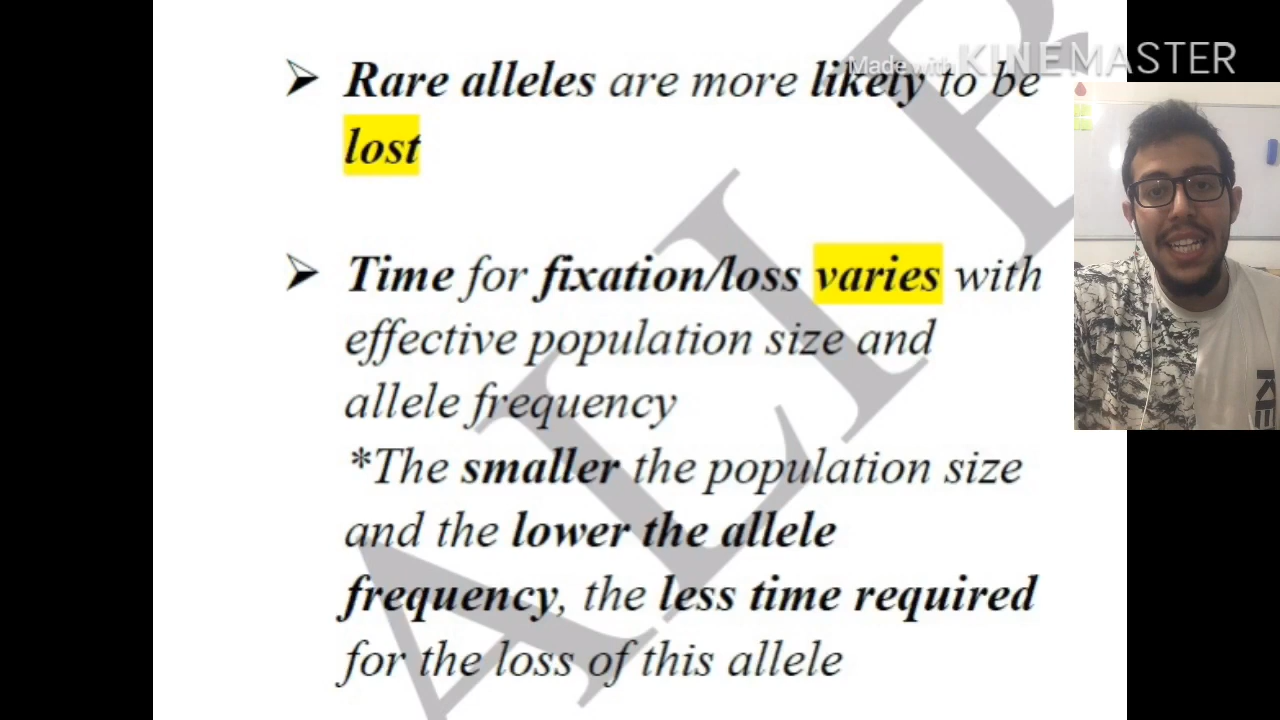 Made with KINEMASTER
➤ Rare alleles are more likely to be
lost
➤ Time for fixation/loss varies with
effective population size and
allele frequency
*The smaller the population size
and the lower the allele
frequency, the less time required
for the loss of this allele
ALI B
KE